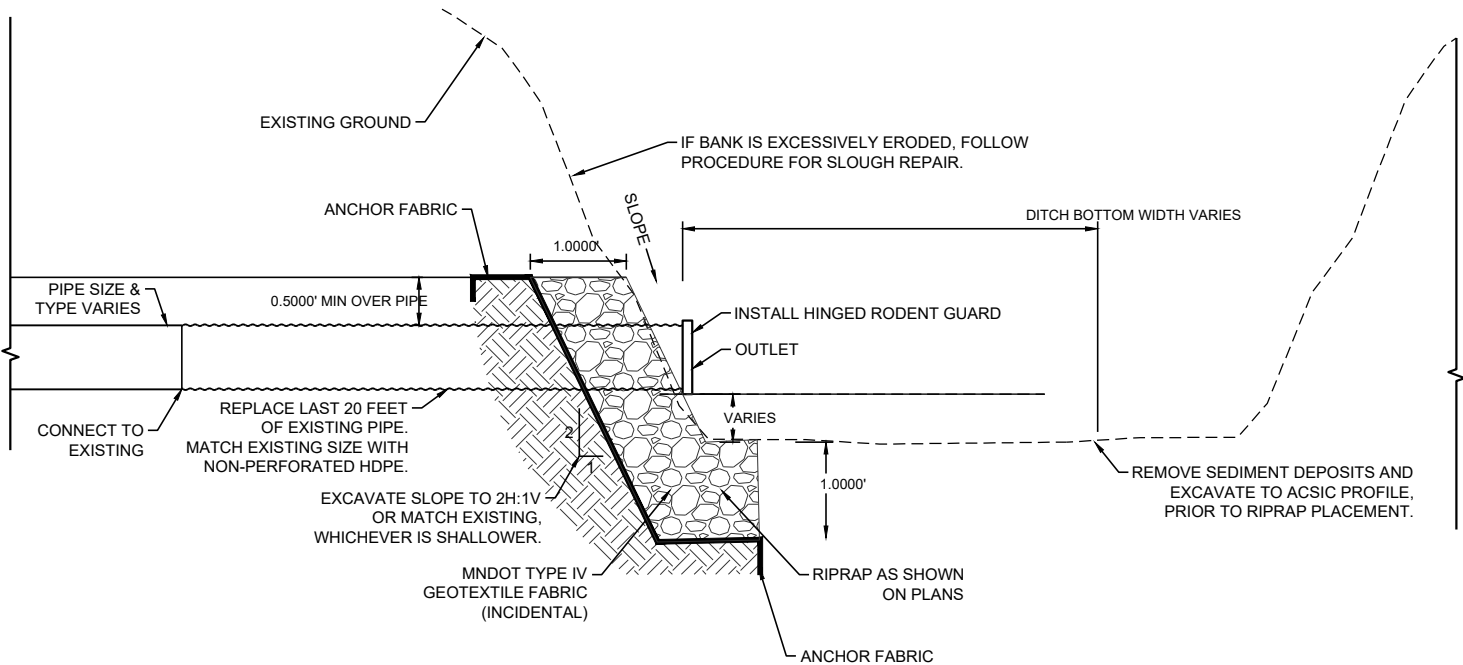 EXISTING GROUND
IF BANK IS EXCESSIVELY ERODED, FOLLOW
PROCEDURE FOR SLOUGH REPAIR.
ANCHOR FABRIC
SLOPE
DITCH BOTTOM WIDTH VARIES
1.0000'
PIPE SIZE &
TYPE VARIES
0.5000' MIN OVER PIPE
INSTALL HINGED RODENT GUARD
OUTLET
CONNECT TO
EXISTING
REPLACE LAST 20 FEET
OF EXISTING PIPE.
MATCH EXISTING SIZE WITH
NON-PERFORATED HDPE.
VARIES
2
1
EXCAVATE SLOPE TO 2H:1V
OR MATCH EXISTING,
WHICHEVER IS SHALLOWER.
1.0000'
REMOVE SEDIMENT DEPOSITS AND
EXCAVATE TO ACSIC PROFILE,
PRIOR TO RIPRAP PLACEMENT.
MNDOT TYPE IV
GEOTEXTILE FABRIC
(INCIDENTAL)
RIPRAP AS SHOWN
ON PLANS
ANCHOR FABRIC